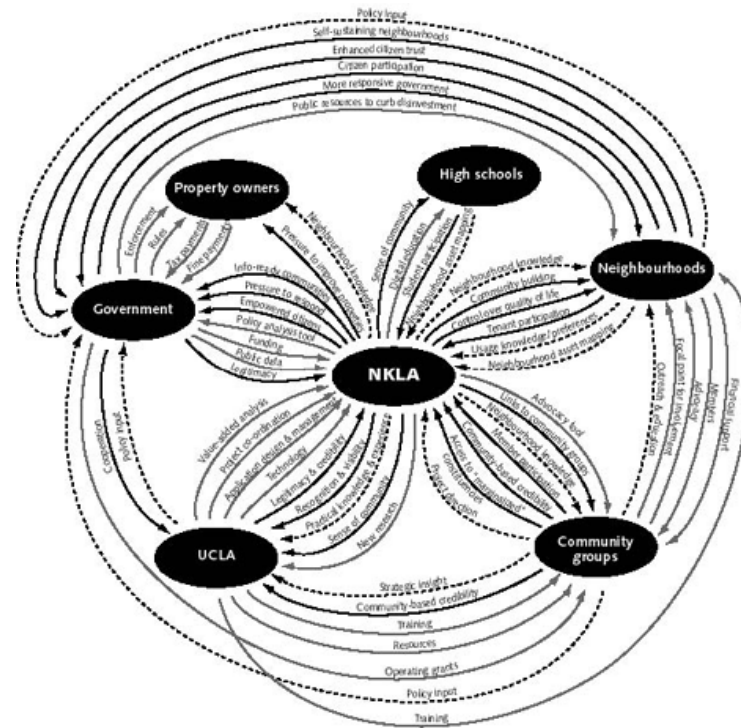 Policy input
Self-sustaining neighbourhoods
Enhanced citizen trust
Citizen participation
More responsive government
Public resources to curb disinvestment
Property owners
High schools
Enforcement
Rules
Tax payments
Fine payments
Neighbourhood knowledge
Pressure to improve properties
Sense of community
Digital education
Student participation
Neighbourhood asset mapping
Government
Neighbourhoods
Info-ready communities
Pressure to respond
Empowered citizens
Policy analysis tool
Funding
Public data
Legitimacy
Neighbourhood knowledge
Community building
Control over quality of life
Tenant participation
Usage knowledge/preferences
Neighbourhood asset mapping
NKLA
Cooperation
Policy input
Value-added analysis
Project co-ordination
Application design & management
Technology
Legitimacy & credibility
Recognition & visibility
Practical knowledge &
Sense of community
New research
Advocacy tool
Links to community groups
Neighbourhood knowledge
Member participation
Community-based credibility
Access to "marginalized"
constituencies
Project direction
Outreach & education
Focal point for involvement
Advocacy
Members
Financial support
UCLA
Community
groups
Strategic insight
Community-based credibility
Training
Resources
Operating grants
Policy input
Training